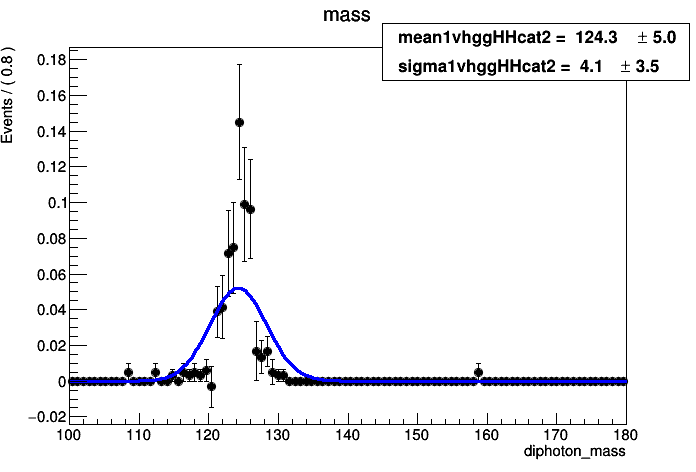 mass
mean1vhggHHcat2 = 124.3 ± 5.0
sigma1vhggHHcat2 = 4.1 ± 3.5
Events / ( 0.8 )
0.18
0.16
0.14
0.12
0.1
0.08
0.06
0.04
0.02
0
−0.02
100 110 120 130 140 150 160 170 180
diphoton_mass